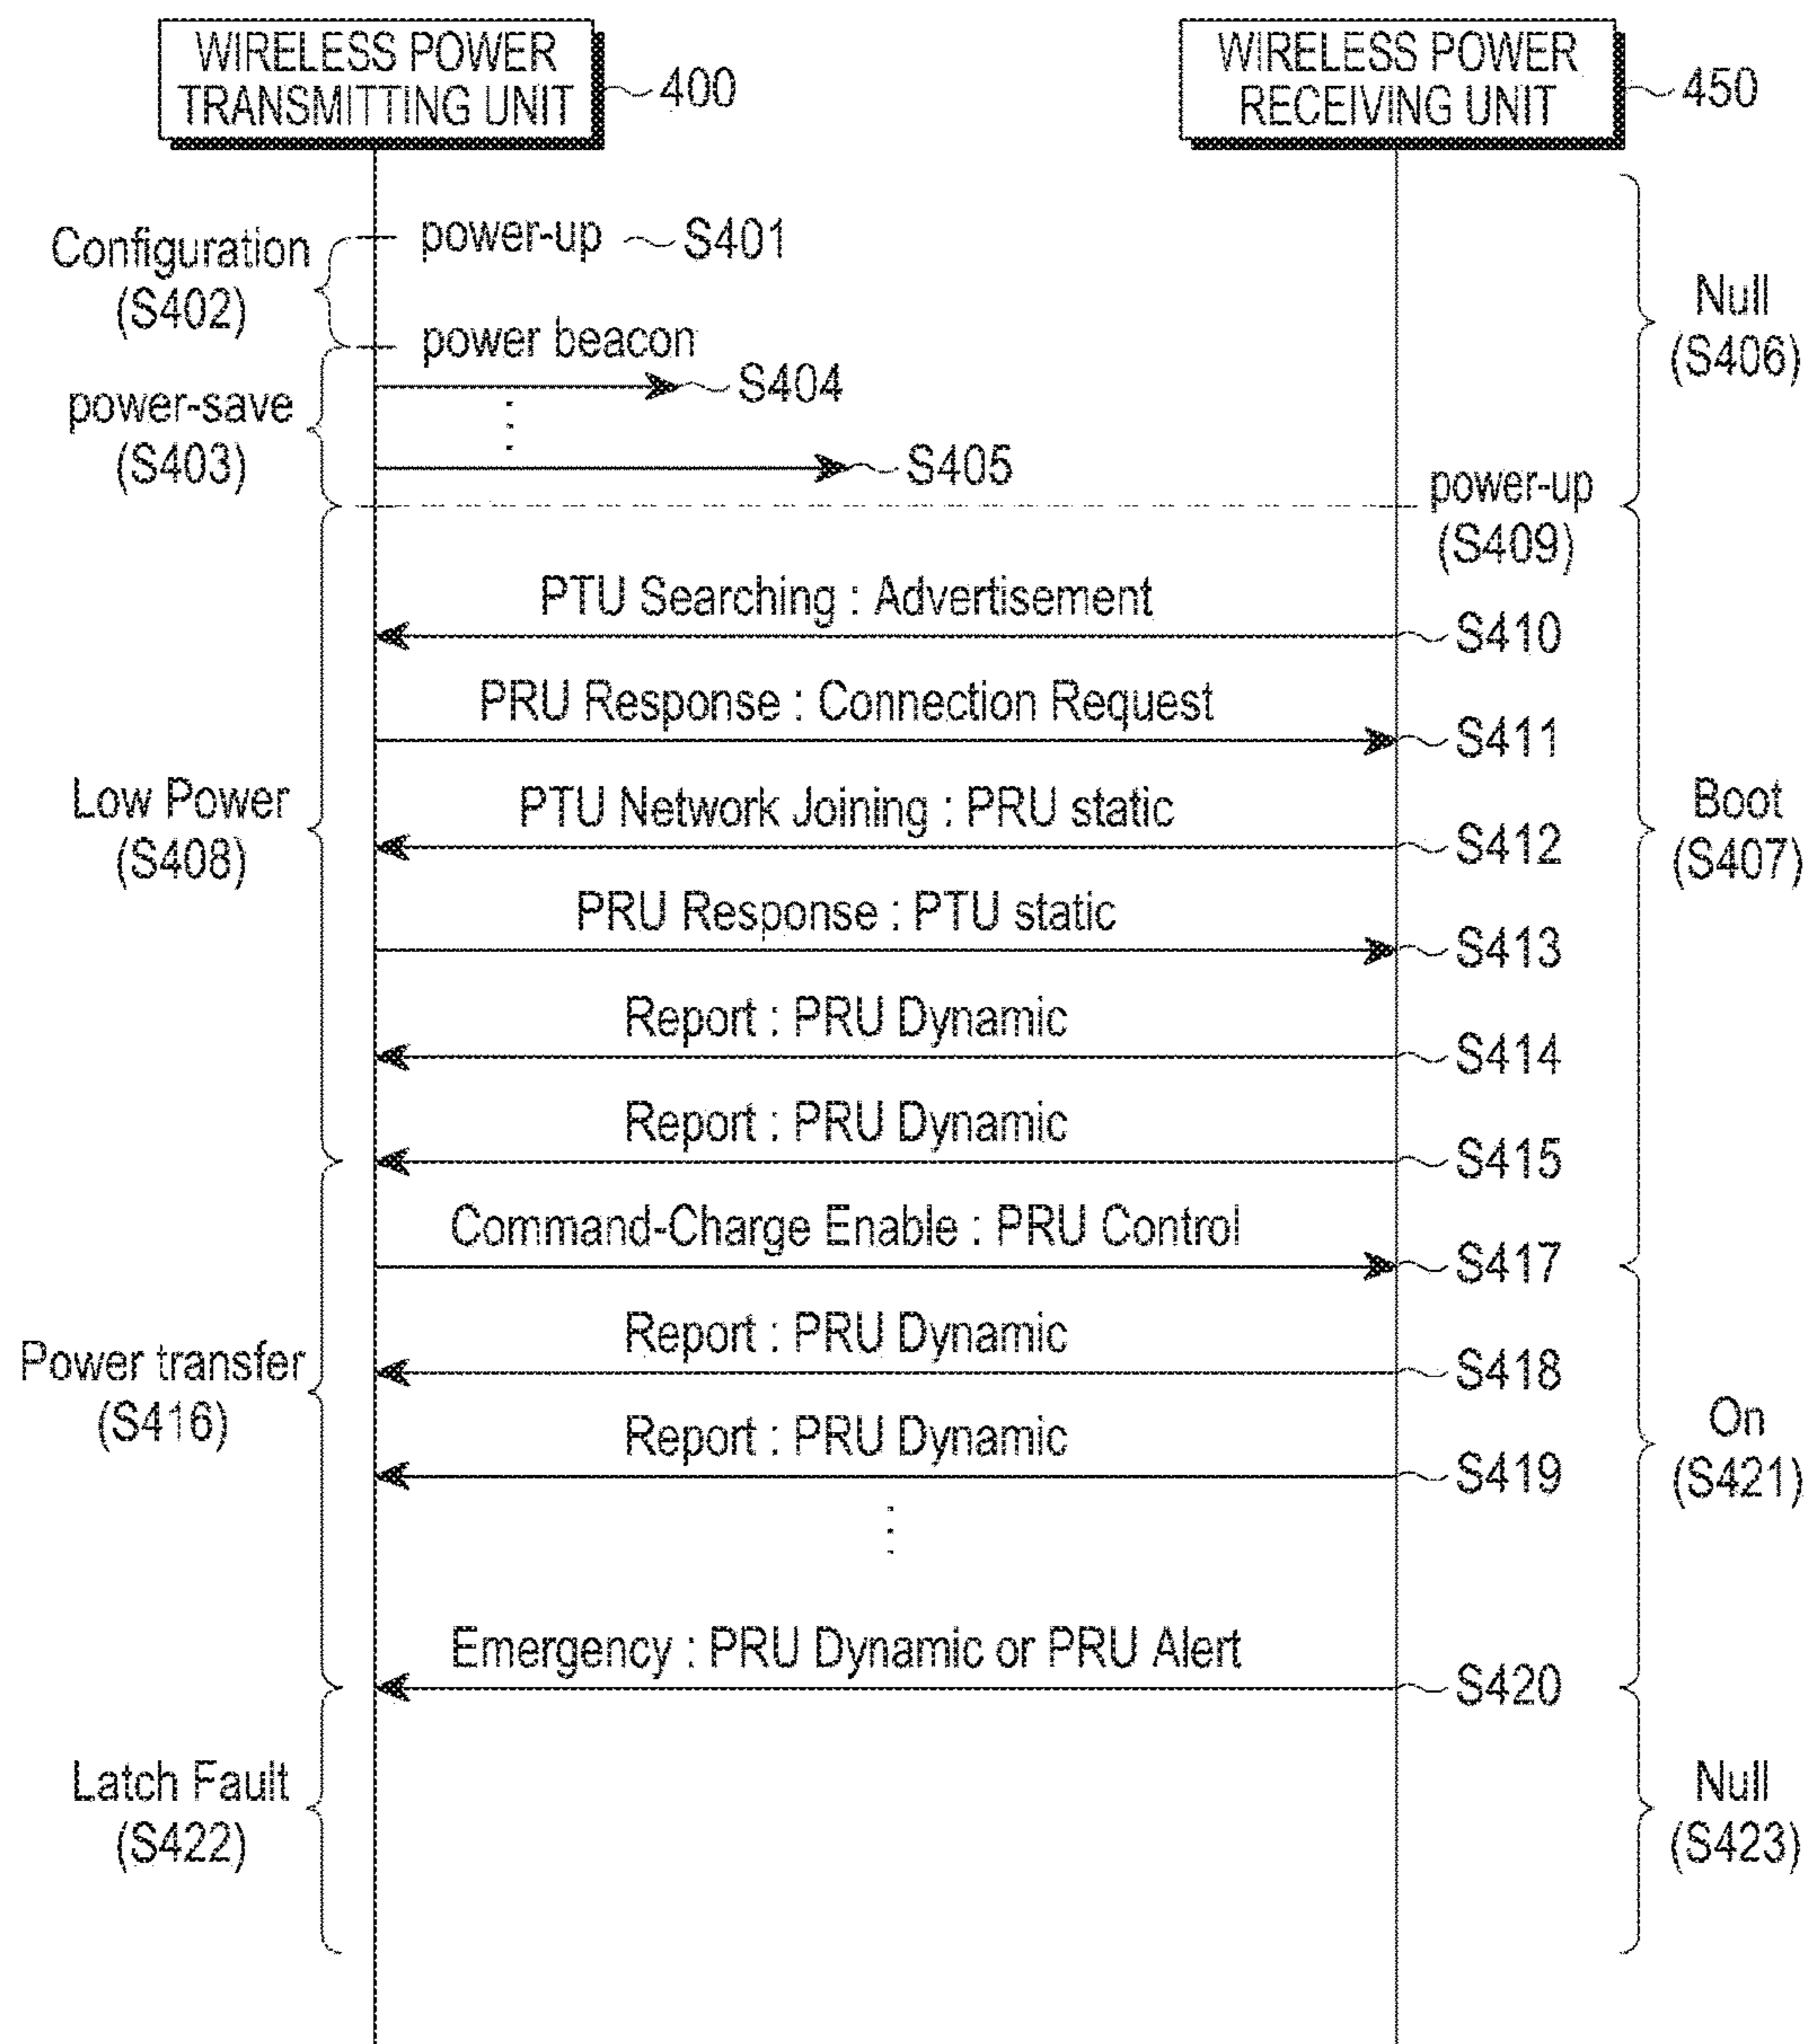 WIRELESS POWER
TRANSMITTING UNIT
400
WIRELESS POWER
RECEIVING UNIT
450
Configuration
(S402)
power-up
S401
Null
(S406)
power beacon
S404
power-save
(S403)
S405
power-up
(S409)
PTU Searching : Advertisement
S410
PRU Response : Connection Request
S411
Low Power
(S408)
PTU Network Joining : PRU static
S412
Boot
(S407)
PRU Response : PTU static
S413
Report : PRU Dynamic
S414
Report : PRU Dynamic
S415
Command-Charge Enable : PRU Control
S417
Power transfer
(S416)
Report : PRU Dynamic
S418
Report : PRU Dynamic
S419
On
(S421)
Emergency : PRU Dynamic or PRU Alert
S420
Latch Fault
(S422)
Null
(S423)